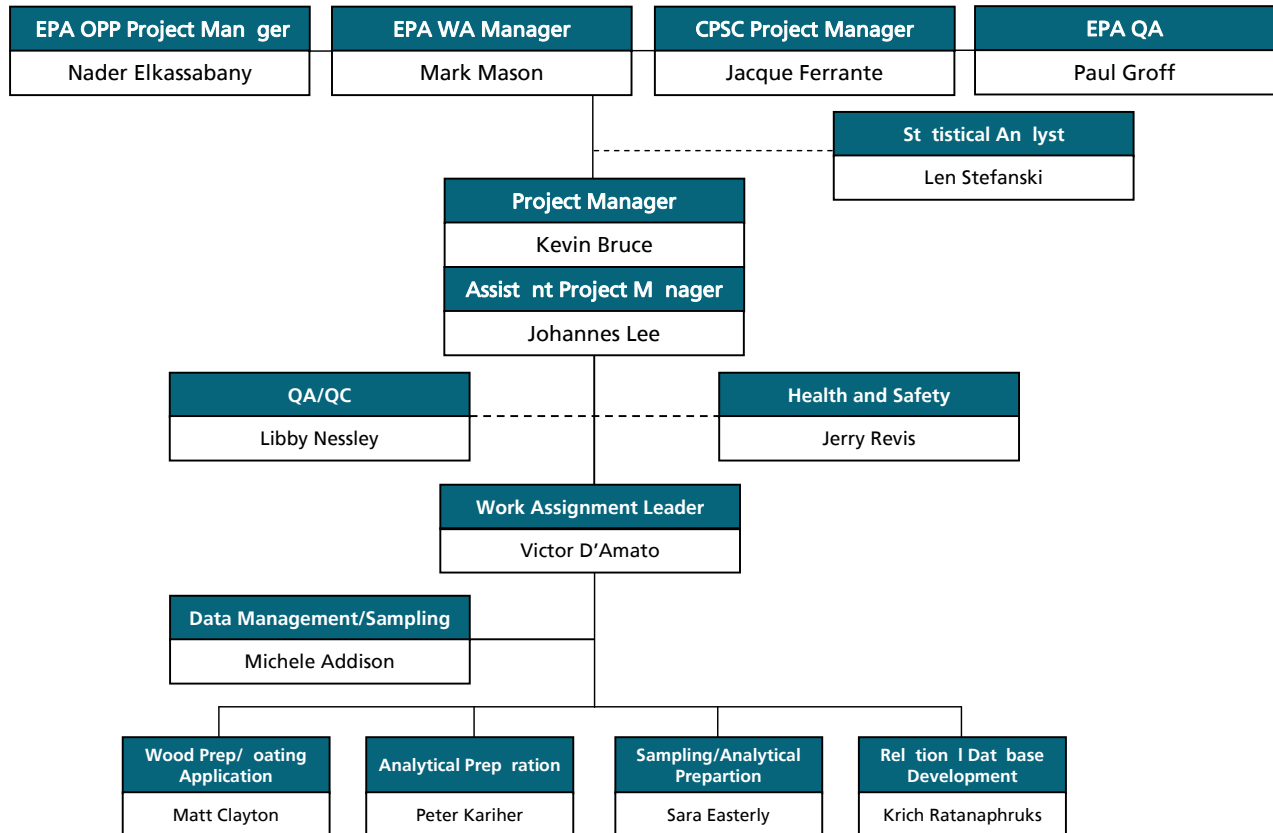 EPA OPP Project Man ger
EPA WA Manager
CPSC Project Manager
EPA QA
Nader Elkassabany
Mark Mason
Jacque Ferrante
Paul Groff
St tistical An lyst
Len Stefanski
Project Manager
Kevin Bruce
Assist nt Project M nager
Johannes Lee
QA/QC
Health and Safety
Libby Nessley
Jerry Revis
Work Assignment Leader
Victor D’Amato
Data Management/Sampling
Michele Addison
Wood Prep/ oating
Application
Matt Clayton
Analytical Prep ration
Peter Kariher
Sampling/Analytical
Prepartion
Sara Easterly
Rel tion l Dat base
Development
Krich Ratanaphruks